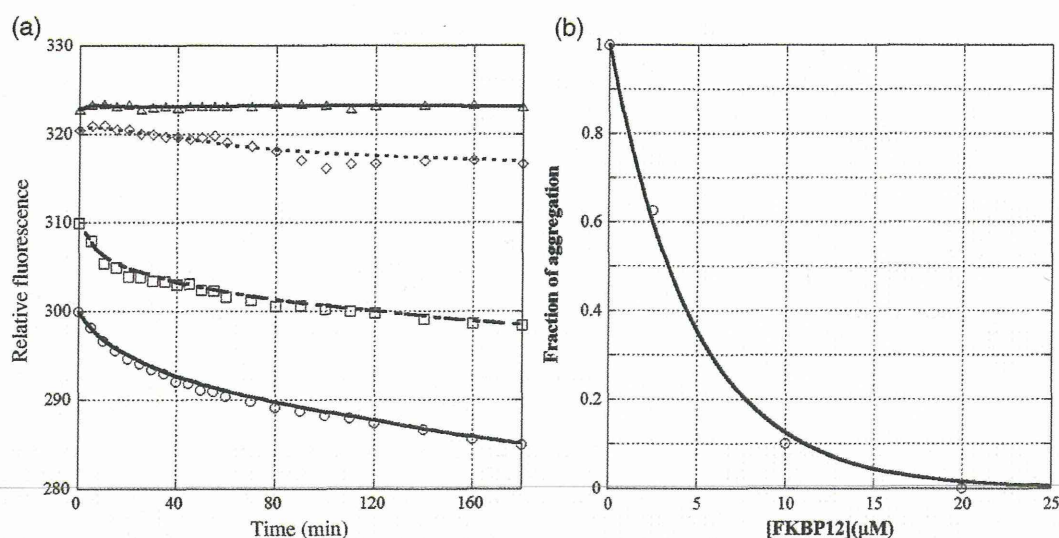 (a)
330
320
310
300
290
280
Relative fluorescence
0 40 80 120 160
Time (min)
(b)
1
0.8
0.6
0.4
0.2
0
Fraction of aggregation
0 5 10 15 20 25
[FKBP12](μM)